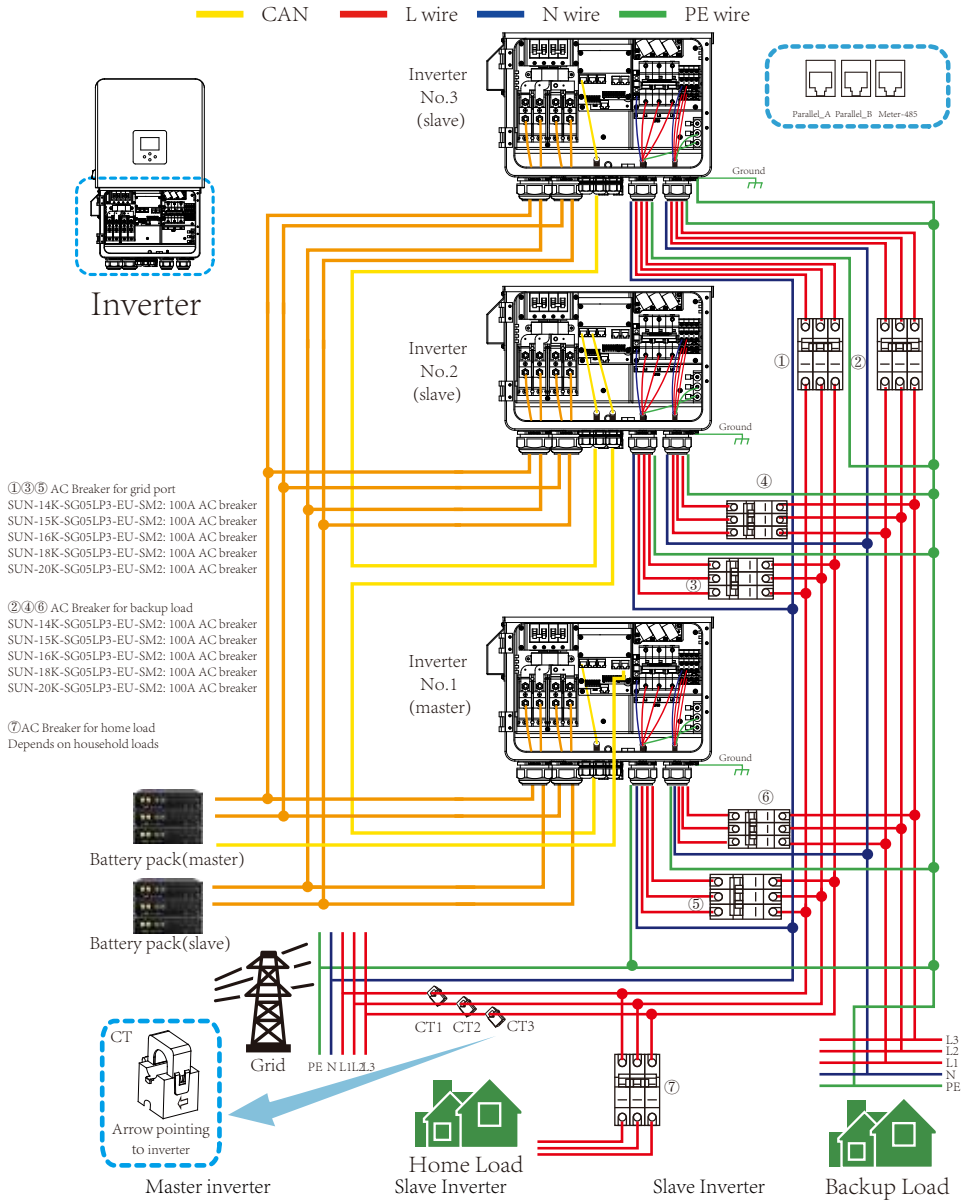 CAN L wire N wire PE wire
Inverter
No.3
(slave)
Parallel_A Parallel_B Meter-485
Ground
Inverter
Inverter
No.2
(slave)
①
②
Ground
④
③
①③⑤ AC Breaker for grid port
SUN-14K-SG05LP3-EU-SM2: 100A AC breaker
SUN-15K-SG05LP3-EU-SM2: 100A AC breaker
SUN-16K-SG05LP3-EU-SM2: 100A AC breaker
SUN-18K-SG05LP3-EU-SM2: 100A AC breaker
SUN-20K-SG05LP3-EU-SM2: 100A AC breaker
②④⑥ AC Breaker for backup load
SUN-14K-SG05LP3-EU-SM2: 100A AC breaker
SUN-15K-SG05LP3-EU-SM2: 100A AC breaker
SUN-16K-SG05LP3-EU-SM2: 100A AC breaker
SUN-18K-SG05LP3-EU-SM2: 100A AC breaker
SUN-20K-SG05LP3-EU-SM2: 100A AC breaker
⑦AC Breaker for home load
Depends on household loads
Inverter
No.1
(master)
Ground
⑥
⑤
Battery pack(master)
Battery pack(slave)
CT1 CT2 CT3
Grid
PE N L1 L2 L3
CT
Arrow pointing
to inverter
⑦
L3
L2
L1
N
PE
Home Load
Backup Load
Master inverter Slave Inverter Slave Inverter